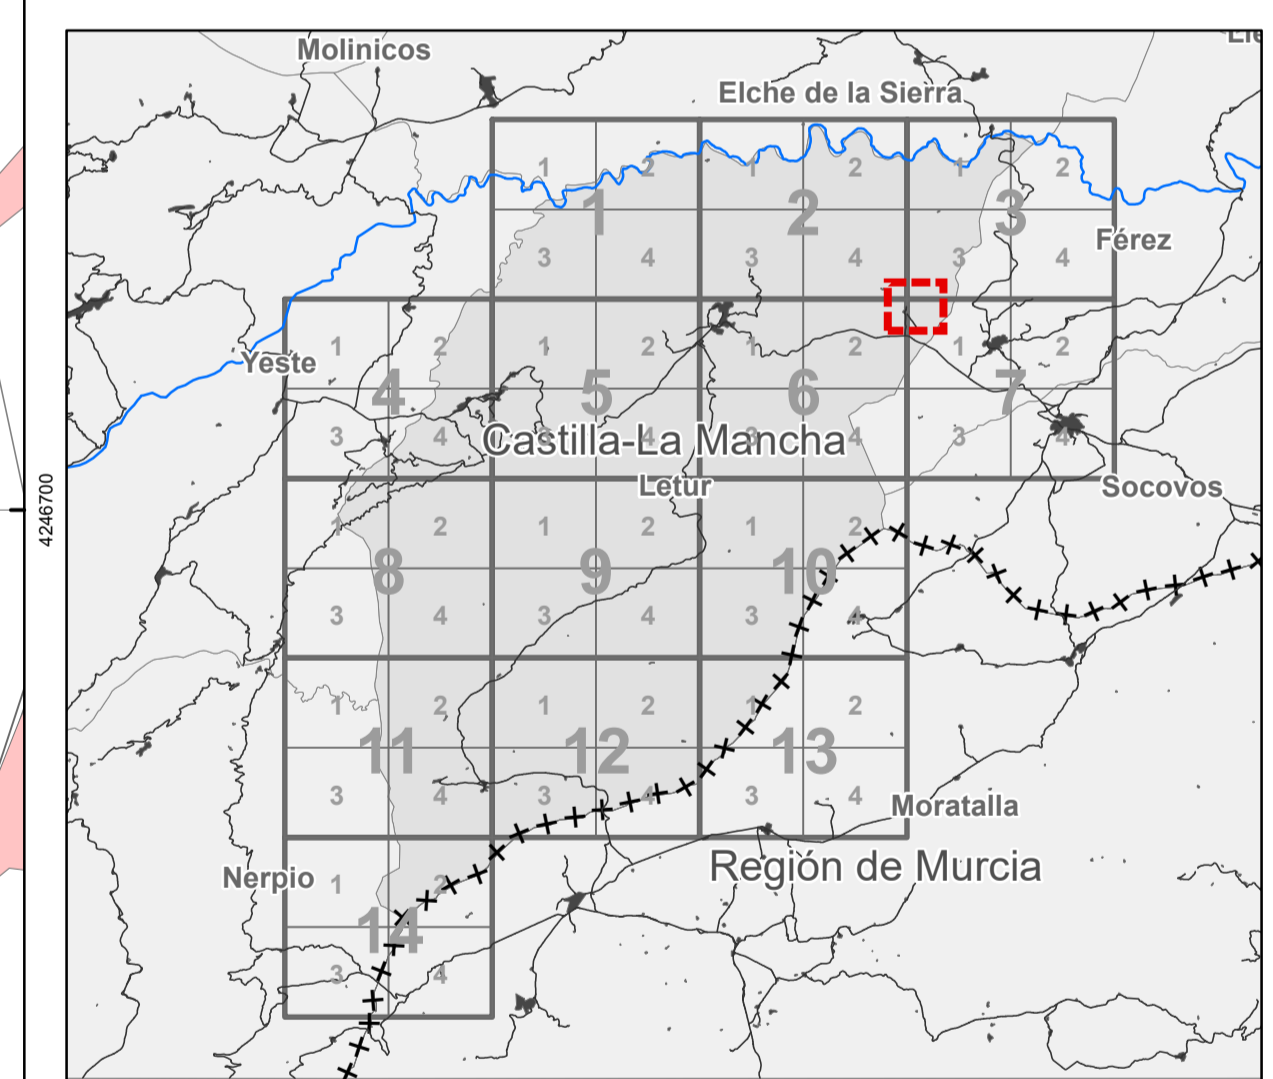 Molinicos
Elche de la Sierra
1 2 1 2 1 2
1 2 3
Férez
3 4 3 4 3 4
Yeste
1 2 1 2 1 2 1 2
4 5 6 7
3 4 3 4 3 4 3 4
Castilla-La Mancha
Letur
Socovos
4246700
1 2 1 2 1 2
8 9 10
3 4 3 4 3 4
1 2 1 2 1 2
11 12 13
3 4 3 4 3 4
Moratalla
Región de Murcia
Nerpio
1 2
14
3 4